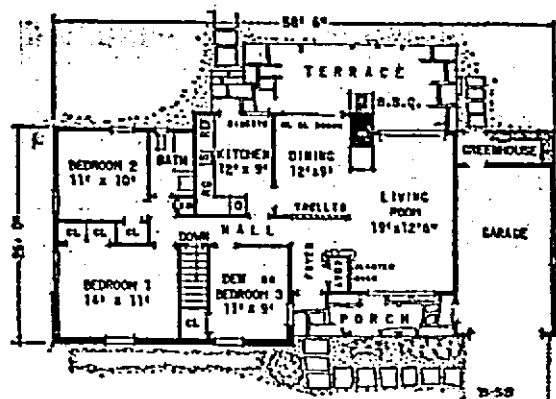 58' 6"
TERRACE
B.B.Q.
BEDROOM 2
11' x 10'
BATH
KITCHEN
12' x 9'
DINING
12' x 9'
GREENHOUSE
LIVING
ROOM
19' x 12' 6"
GARAGE
TRELLIS
HALL
CL
CL
CL
DOWN
BEDROOM 1
14' x 11'
DEN OR
BEDROOM 3
11' x 9'
FOYER
PLANTER
CL
PORCH